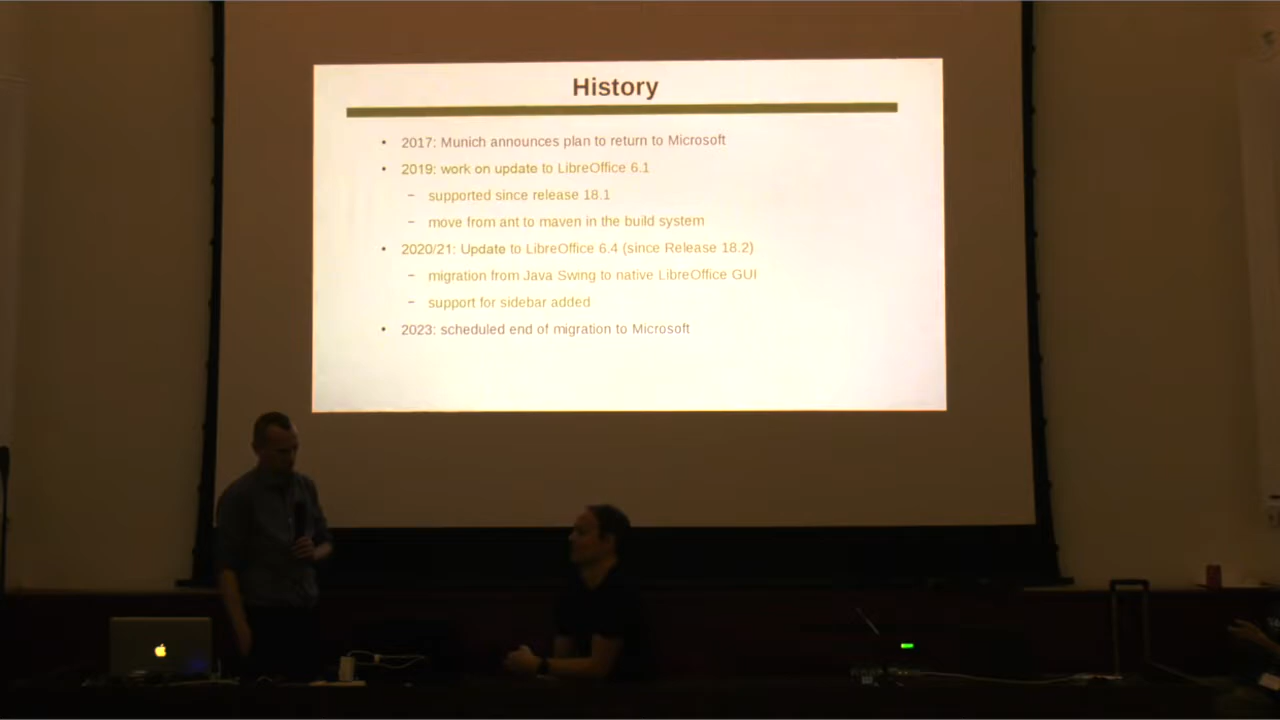 History
• 2017: Munich announces plan to return to Microsoft
• 2019: work on update to LibreOffice 6.1
– supported since release 18.1
– move from ant to maven in the build system
• 2020/21: Update to LibreOffice 6.4 (since Release 18.2)
– migration from Java Swing to native LibreOffice GUI
– support for sidebar added
• 2023: scheduled end of migration to Microsoft